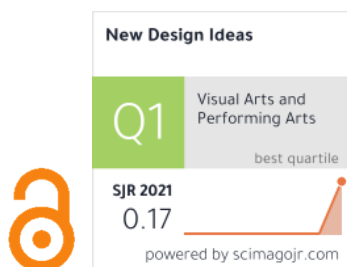 New Design Ideas
Q1
Visual Arts and
Performing Arts
best quartile
SJR 2021
0.17
powered by scimagojr.com